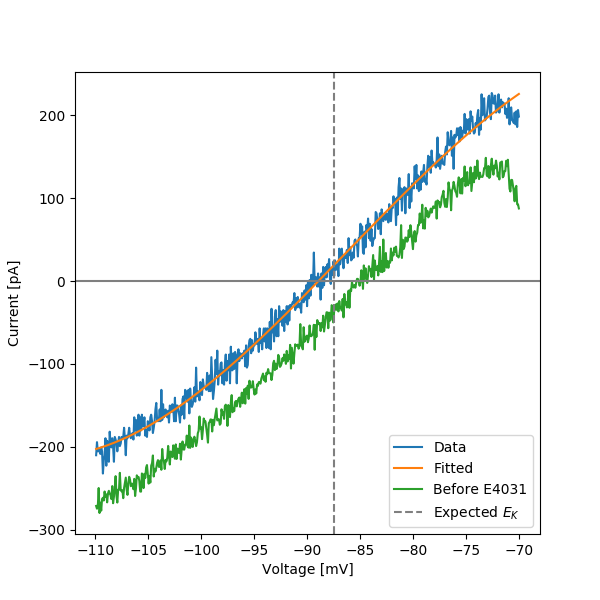 200
100
0
−100
−200
−300
Current [pA]
−110 −105 −100 −95 −90 −85 −80 −75 −70
Voltage [mV]
Data
Fitted
Before E4031
Expected E_K